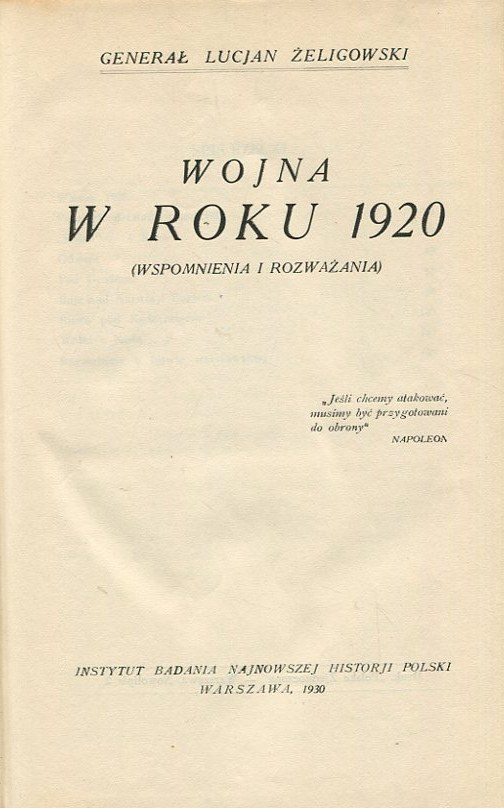 GENERAŁ LUCJAN ŻELIGOWSKI
WOJNA
W ROKU 1920
(WSPOMNIENIA I ROZWAŻANIA)
„Jeśli chcemy atakować,
musimy być przygotowani
do obrony“
NAPOLEON
INSTYTUT BADANIA NAJNOWSZEJ HISTORJI POLSKI
WARSZAWA, 1930